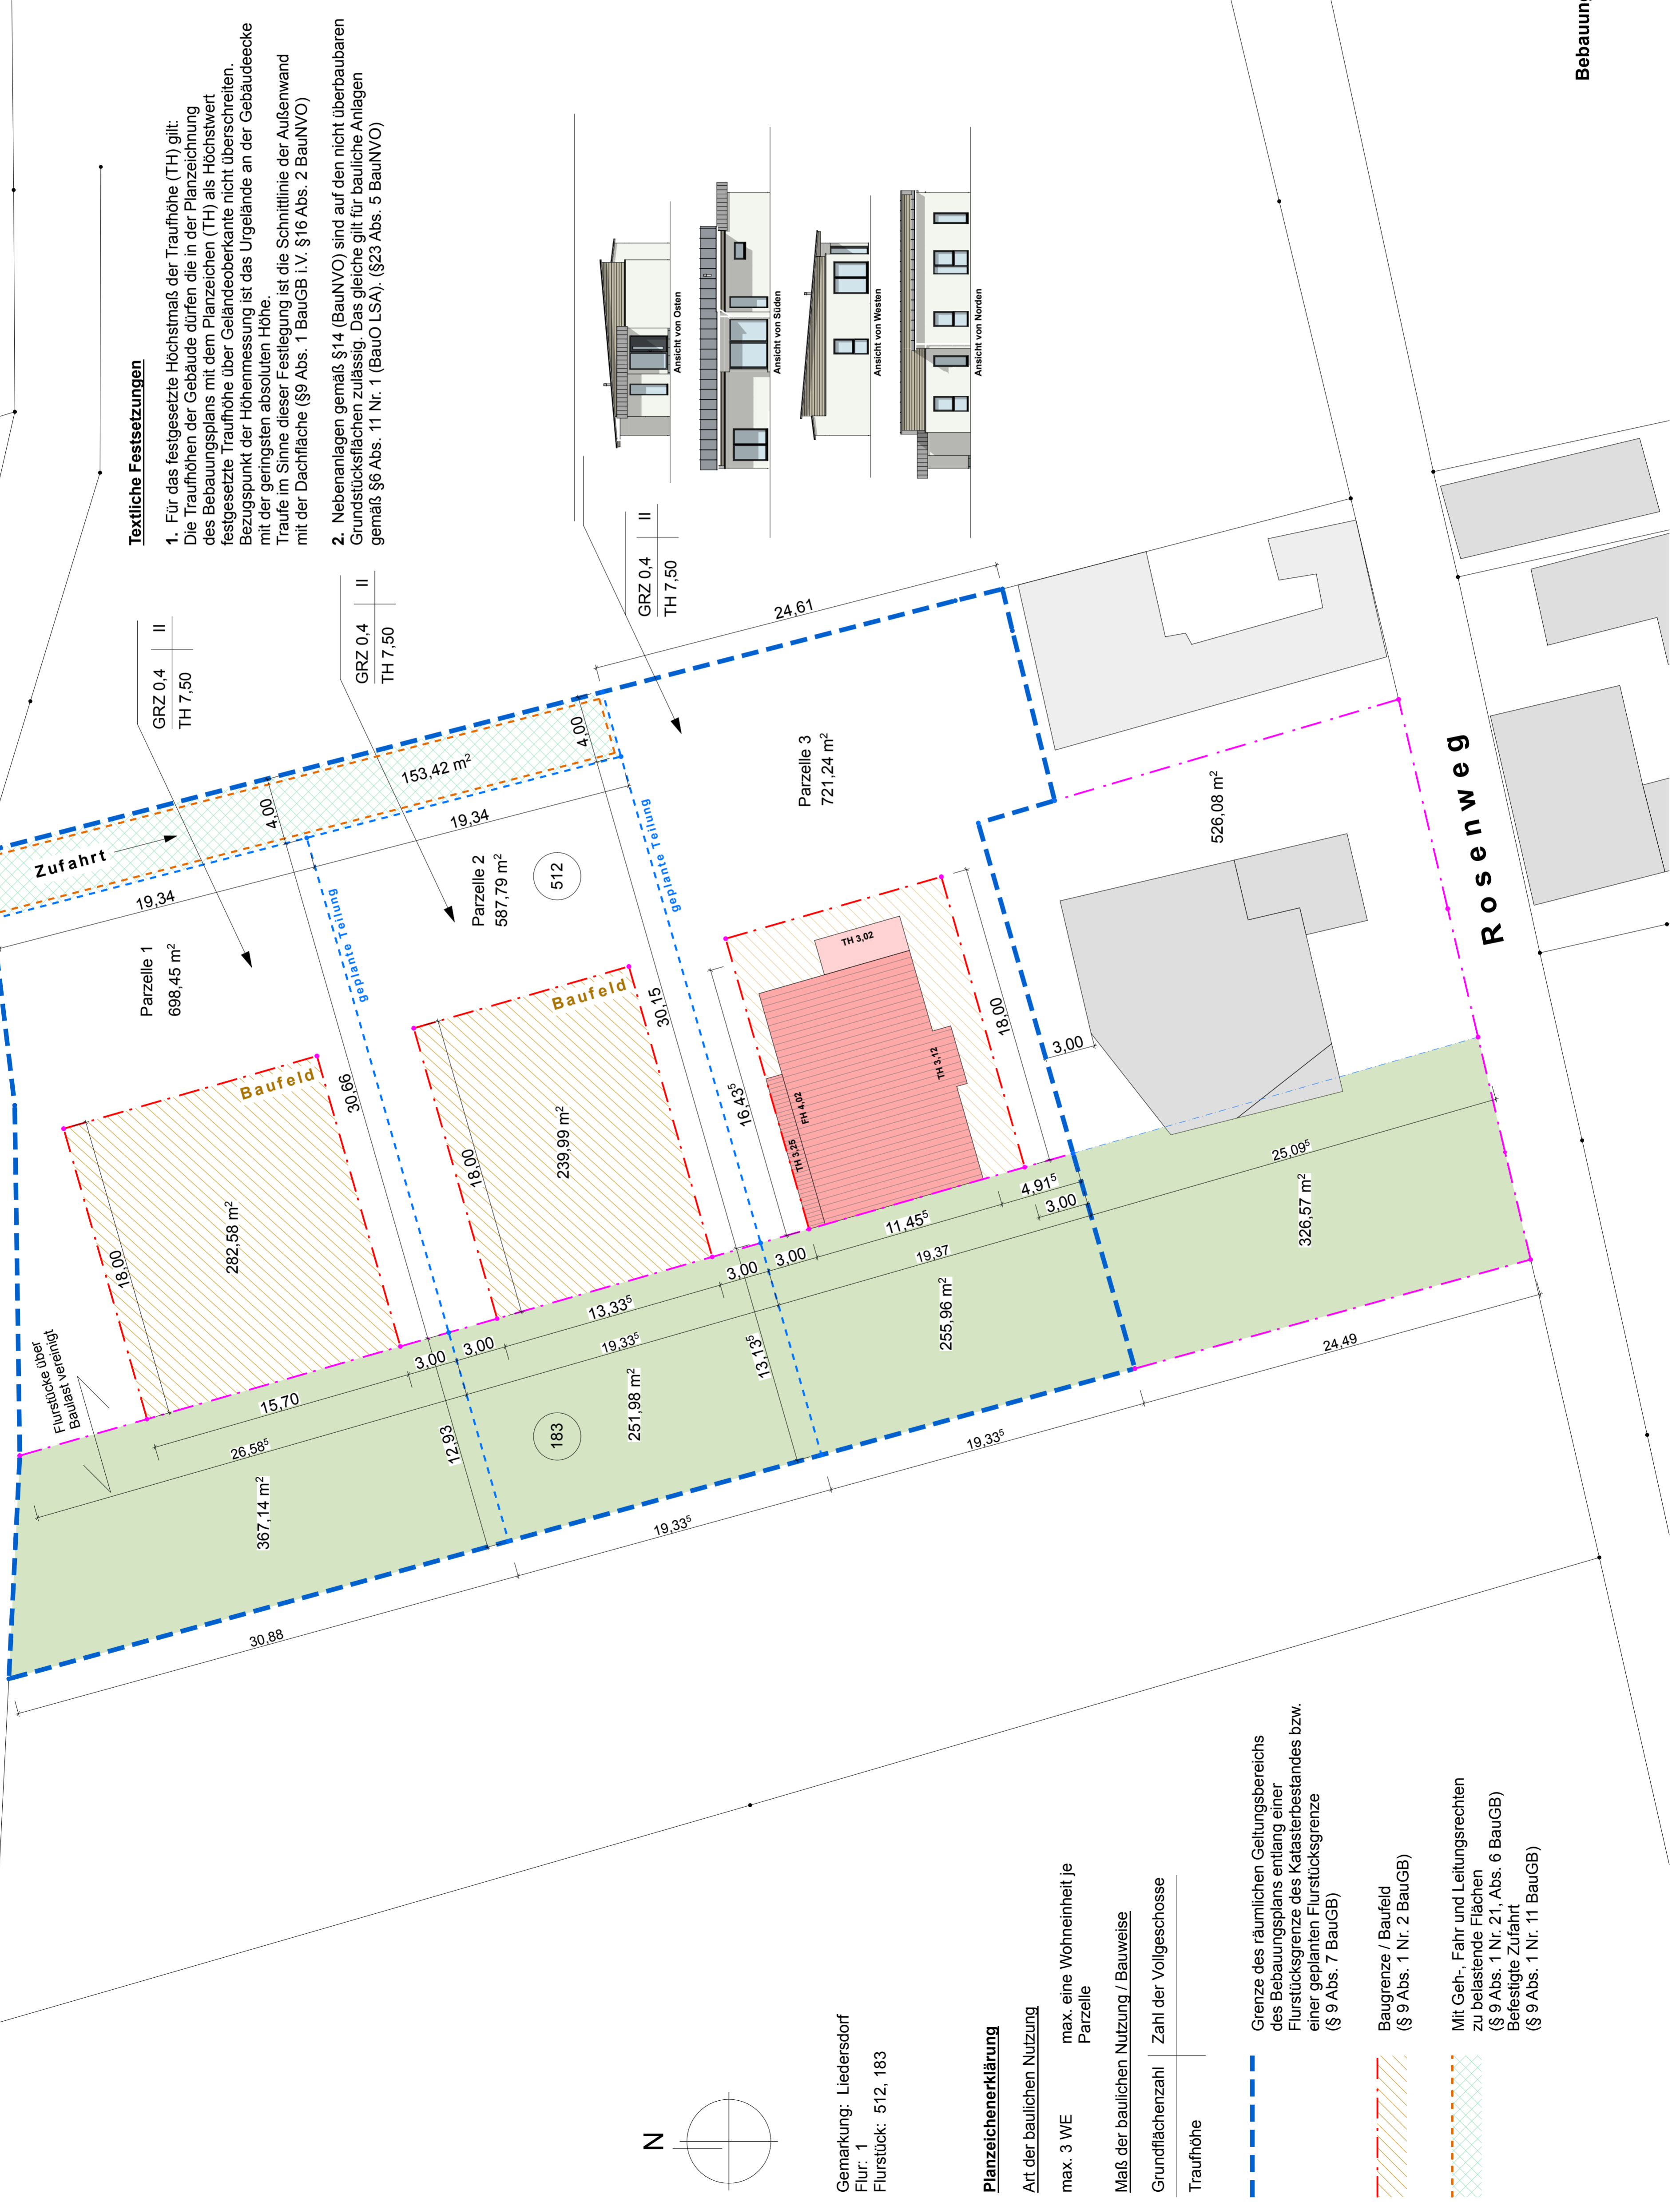 Textliche Festsetzungen
1. Für das festgesetzte Höchstmaß der Traufhöhe (TH) gilt:
Die Traufhöhen der Gebäude dürfen die in der Planzeichnung
des Bebauungsplans mit dem Planzeichen (TH) als Höchstwert
festgesetzte Traufhöhe über Geländeoberkante nicht überschreiten.
Bezugspunkt der Höhenmessung ist das Urgelände an der Gebäudeecke
mit der geringsten absoluten Höhe.
Traufe im Sinne dieser Festlegung ist die Schnittlinie der Außenwand
mit der Dachfläche (§9 Abs. 1 BauGB i.V. §16 Abs. 2 BauNVO)
2. Nebenanlagen gemäß §14 (BauNVO) sind auf den nicht überbaubaren
Grundstücksflächen zulässig. Das gleiche gilt für bauliche Anlagen
gemäß §6 Abs. 11 Nr. 1 (BauO LSA). (§23 Abs. 5 BauNVO)
Ansicht von Osten
Ansicht von Süden
Ansicht von Westen
Ansicht von Norden
GRZ 0,4 II
TH 7,50
GRZ 0,4 II
TH 7,50
GRZ 0,4 II
TH 7,50
Zufahrt
4,00
153,42 m²
4,00
24,61
19,34
19,34
Parzelle 1
698,45 m²
Parzelle 2
587,79 m²
512
Parzelle 3
721,24 m²
526,08 m²
geplante Teilung
geplante Teilung
Baufeld
Baufeld
30,66
30,15
18,00
282,58 m²
18,00
239,99 m²
16,43⁵
18,00
TH 3,02
TH 3,12
FH 4,02
TH 3,25
3,00
Rosenweg
Flurstücke über
Baulast vereinigt
15,70
3,00
3,00
13,33⁵
3,00
3,00
11,45⁵
4,91⁵
3,00
26,58⁵
19,33⁵
19,37
25,09⁵
12,93
13,13⁵
367,14 m²
183
251,98 m²
255,96 m²
326,57 m²
30,88
19,33⁵
19,33⁵
24,49
N
Gemarkung: Liedersdorf
Flur: 1
Flurstück: 512, 183
Planzeichenerklärung
Art der baulichen Nutzung
max. 3 WE max. eine Wohneinheit je
Parzelle
Maß der baulichen Nutzung / Bauweise
Grundflächenzahl Zahl der Vollgeschosse
Traufhöhe
Grenze des räumlichen Geltungsbereichs
des Bebauungsplans entlang einer
Flurstücksgrenze des Katasterbestandes bzw.
einer geplanten Flurstücksgrenze
(§ 9 Abs. 7 BauGB)
Baugrenze / Baufeld
(§ 9 Abs. 1 Nr. 2 BauGB)
Mit Geh-, Fahr und Leitungsrechten
zu belastende Flächen
(§ 9 Abs. 1 Nr. 21, Abs. 6 BauGB)
Befestigte Zufahrt
(§ 9 Abs. 1 Nr. 11 BauGB)
Bebauung